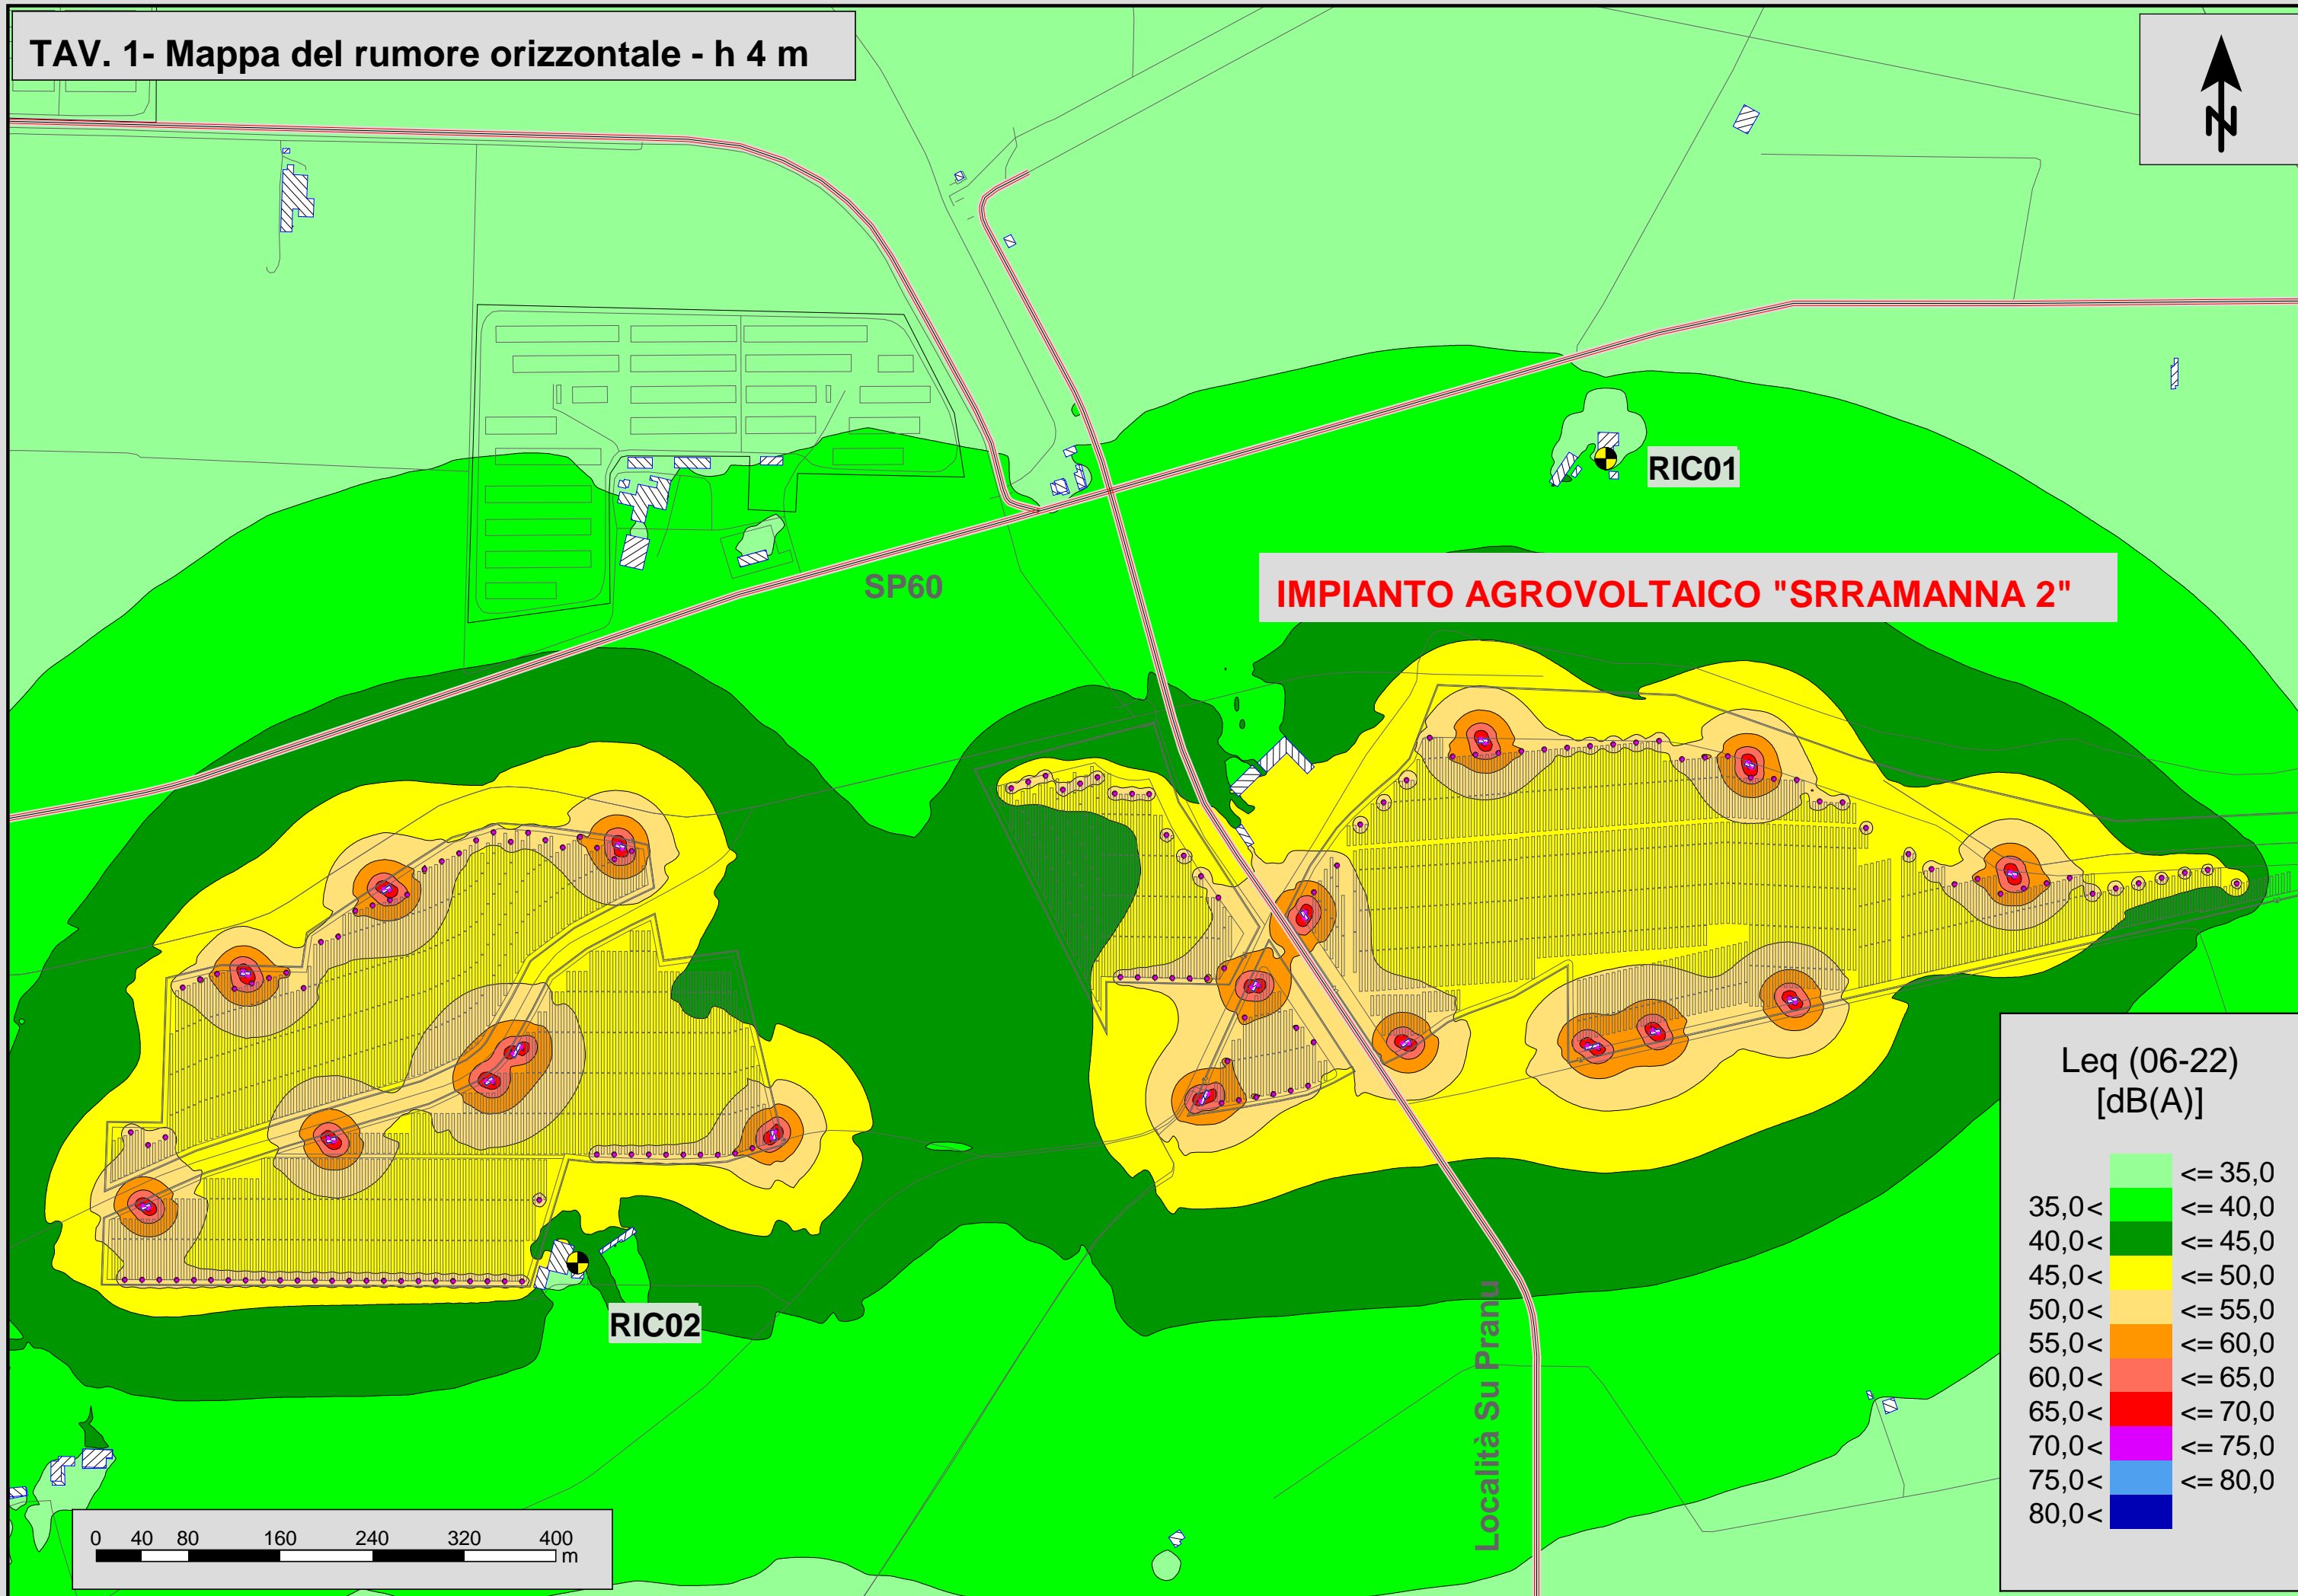 TAV. 1- Mappa del rumore orizzontale - h 4 m
N
RIC01
SP60
IMPIANTO AGROVOLTAICO "SRRAMANNA 2"
RIC02
Località Su Pranu
Leq (06-22)
[dB(A)]
<= 35,0
35,0< <= 40,0
40,0< <= 45,0
45,0< <= 50,0
50,0< <= 55,0
55,0< <= 60,0
60,0< <= 65,0
65,0< <= 70,0
70,0< <= 75,0
75,0< <= 80,0
80,0<
0 40 80 160 240 320 400
m